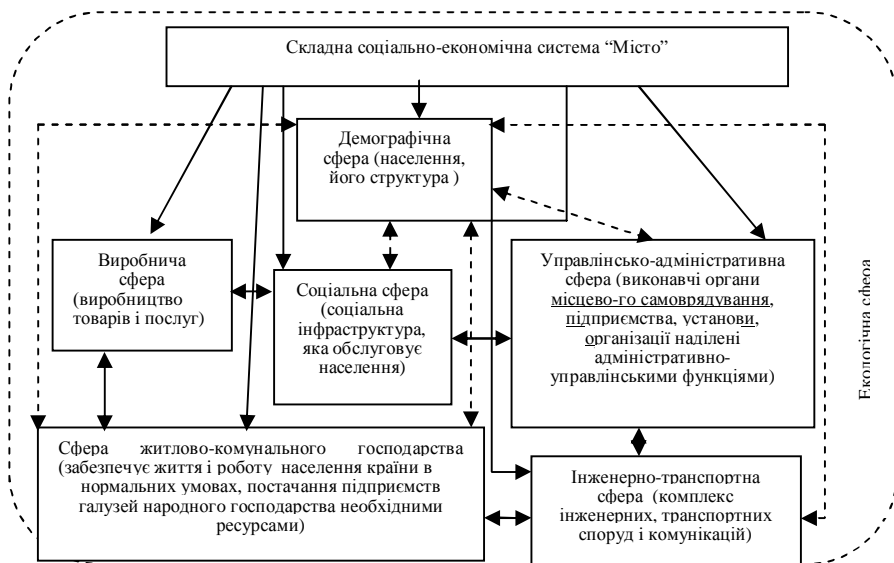 Складна соціально-економічна система “Місто”
Демографічна
сфера (населення,
його структура )
Виробнича
сфера
(виробництво
товарів і послуг)
Соціальна сфера
(соціальна
інфраструктура,
яка обслуговує
населення)
Управлінсько-адміністративна
сфера (виконавчі органи
місцево-го самоврядування,
підприємства, установи,
організації наділені
адміністративно-
управлінськими функціями)
Екологічна сфера
Сфера житлово-комунального господарства
(забезпечує життя і роботу населення країни в
нормальних умовах, постачання підприємств
галузей народного господарства необхідними
ресурсами)
Інженерно-транспортна
сфера (комплекс
інженерних, транспортних
споруд і комунікацій)